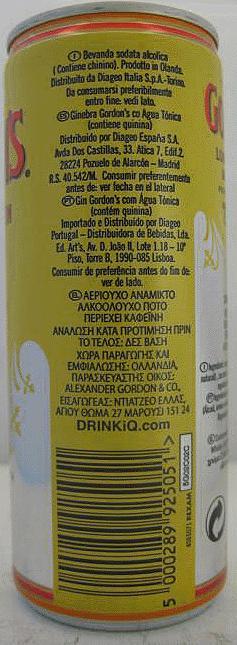 Ⓘ Bevanda sodata alcolica
( Contiene chinino). Prodotto in Olanda.
Distribuito da Diageo Italia S.p.A.-Torino.
Da consumarsi preferibilmente
entro fine: vedi lato.
ES Ginebra Gordon's co Agua Tónica
(contiene quinina)
Distribuido por Diageo España S.A.
Avda Dos Castillas, 33. Ática 7, Edif.2.
28224 Pozuelo de Alarcón – Madrid
R.S. 40.542/M. Consumir preferentemente
antes de: ver fecha en el lateral
Gin Gordon's com Água Tónica
(contém quinina)
Importado e Distribuido por Diageo
Portugal – Distribuidora de Bebidas, Lda.
Ed. Art's, Av. D. João II, Lote 1.18 – 10º
Piso, Torre B, 1990-085 Lisboa.
Consumir de preferência antes do fim de:
ver de lado.
ΑΕΡΙΟΥΧΟ ΑΝΑΜΙΚΤΟ
ΑΛΚΟΟΛΟΥΧΟ ΠΟΤΟ
ΠΕΡΙΕΧΕΙ ΚΑΦΕΪΝΗ
ΑΝΑΛΩΣΗ ΚΑΤΑ ΠΡΟΤΙΜΗΣΗ ΠΡΙΝ
ΤΟ ΤΕΛΟΣ: ΔΕΣ ΒΑΣΗ
ΧΩΡΑ ΠΑΡΑΓΩΓΗΣ ΚΑΙ
ΕΜΦΙΑΛΩΣΗΣ: ΟΛΛΑΝΔΙΑ,
ΠΑΡΑΣΚΕΥΑΣΤΗΣ ΟΙΚΟΣ:
ALEXANDER GORDON & CO.,
ΕΙΣΑΓΩΓΕΑΣ: ΝΤΙΑΤΖΕΟ ΕΛΛΑΣ,
ΑΓΙΟΥ ΘΩΜΑ 27 ΜΑΡΟΥΣΙ 151 24
DRINKiQ.com
5 000289 925051 >
50020200
REXAM